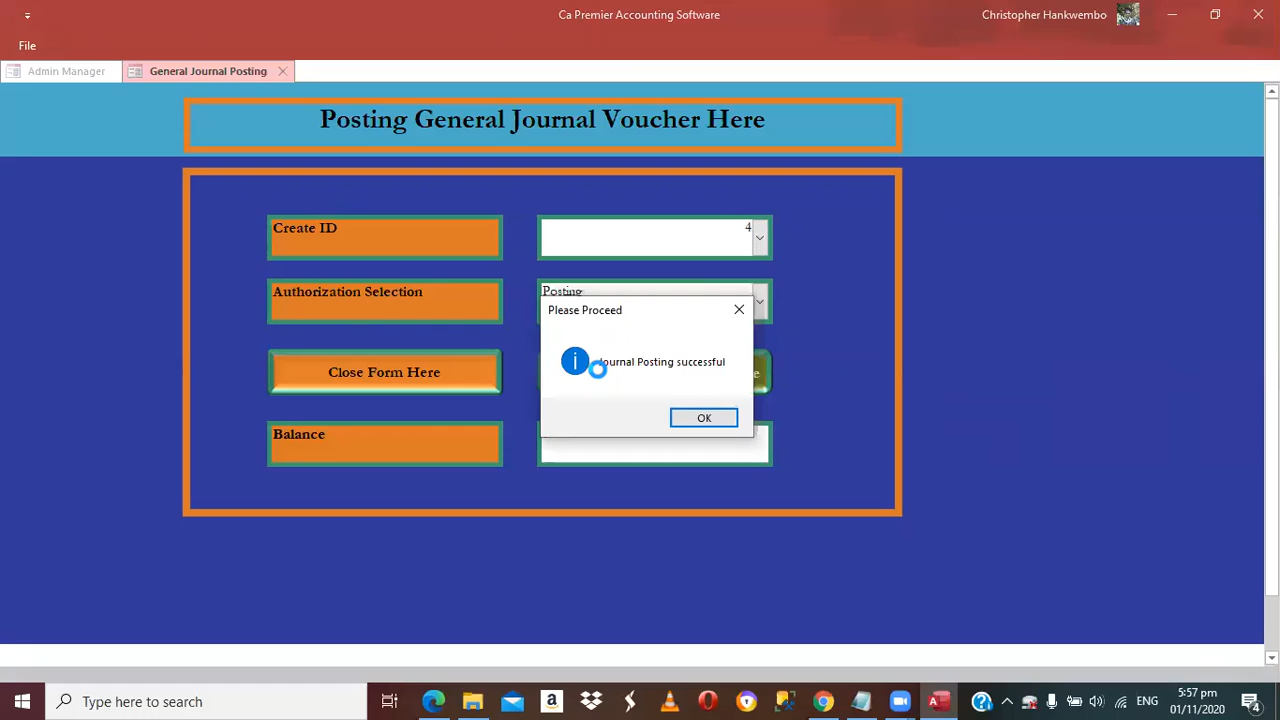 Ca Premier Accounting Software
Christopher Hankwembo
File
Admin Manager
General Journal Posting
Posting General Journal Voucher Here
Create ID
4
Authorization Selection
Posting
Please Proceed
Journal Posting successful
OK
Close Form Here
Balance
Type here to search
ENG
5:57 pm
01/11/2020
4